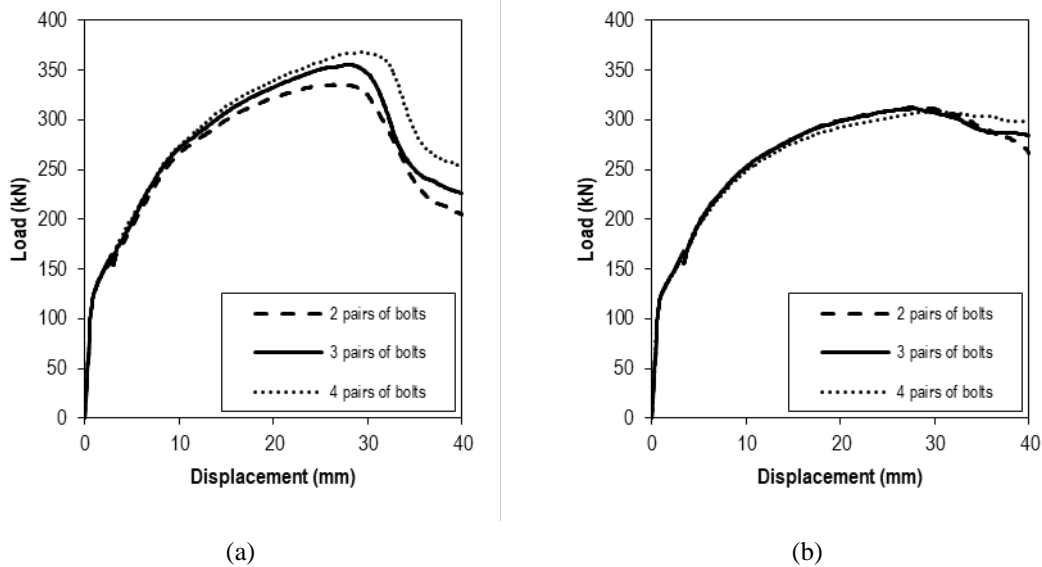 400
350
300
250
200
150
100
50
0
Load (kN)
2 pairs of bolts
3 pairs of bolts
4 pairs of bolts
0 10 20 30 40
Displacement (mm)
(a)
400
350
300
250
200
150
100
50
0
Load (kN)
2 pairs of bolts
3 pairs of bolts
4 pairs of bolts
0 10 20 30 40
Displacement (mm)
(b)